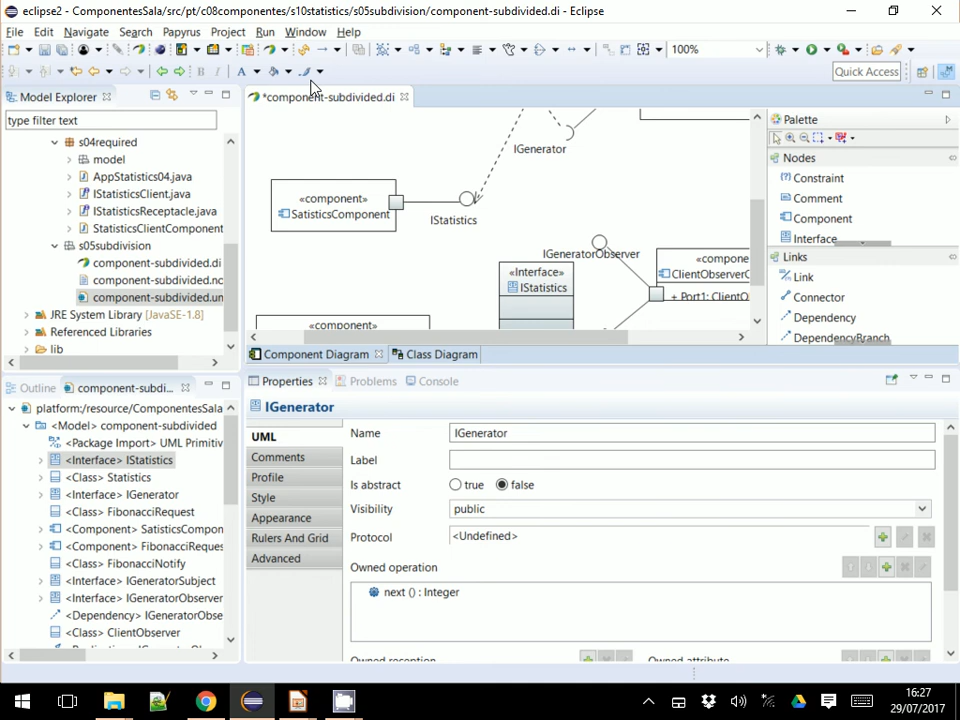 eclipse2 - ComponentesSala/src/pt/c08componentes/s10statistics/s05subdivision/component-subdivided.di - Eclipse
File Edit Navigate Search Papyrus Project Run Window Help
100%
B I A
Quick Access
Model Explorer
*component-subdivided.di
type filter text
s04required
model
AppStatistics04.java
IStatisticsClient.java
IStatisticsReceptacle.java
StatisticsClientComponent
s05subdivision
component-subdivided.di
component-subdivided.nc
component-subdivided.un
JRE System Library [JavaSE-1.8]
Referenced Libraries
lib
IGenerator
«component»
SatisticsComponent
IStatistics
IGeneratorObserver
«Interface»
IStatistics
«compone
ClientObserverC
+ Port1: ClientO
«component»
Palette
Nodes
Constraint
Comment
Component
Interface
Links
Link
Connector
Dependency
DependencyBranch
Component Diagram
Class Diagram
Outline
component-subdi...
platform:/resource/ComponentesSala
<Model> component-subdivided
<Package Import> UML Primitiv
<Interface> IStatistics
<Class> Statistics
<Interface> IGenerator
<Class> FibonacciRequest
<Component> SatisticsCompon
<Component> FibonacciReques
<Class> FibonacciNotify
<Interface> IGeneratorSubject
<Interface> IGeneratorObserver
<Dependency> IGeneratorObse
<Class> ClientObserver
Properties
Problems
Console
IGenerator
UML
Comments
Profile
Style
Appearance
Rulers And Grid
Advanced
Name IGenerator
Label
Is abstract true false
Visibility public
Protocol <Undefined>
Owned operation
next () : Integer
Owned reception Owned attribute
16:27
29/07/2017